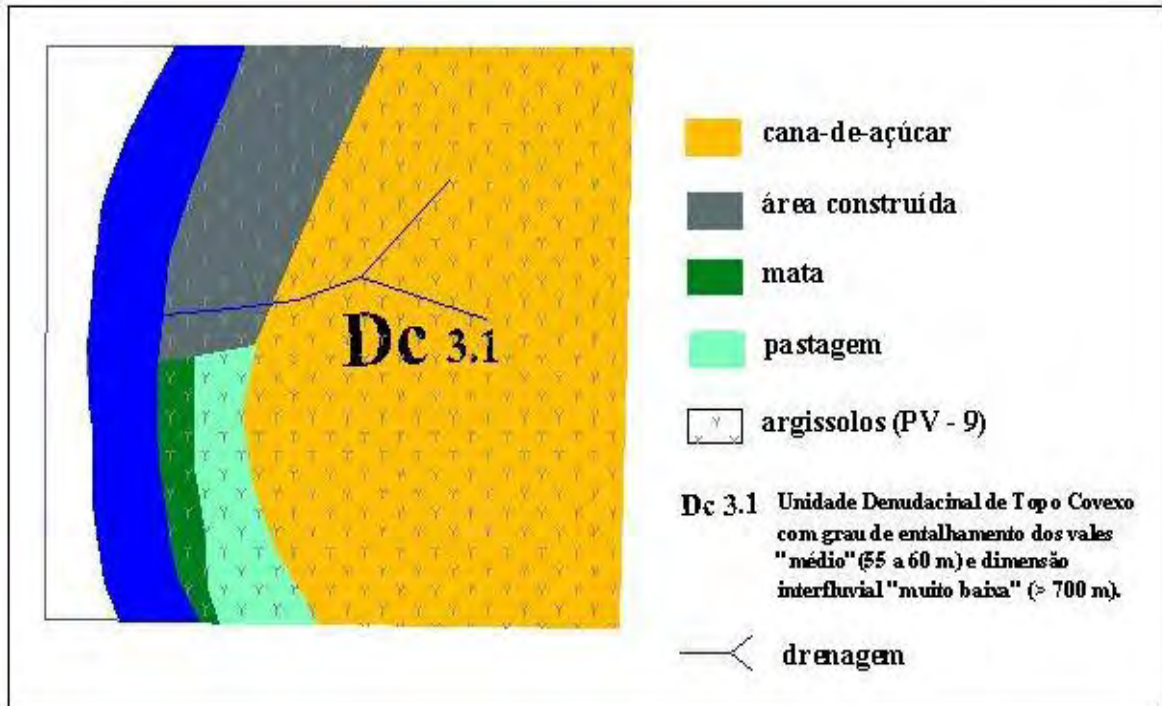 cana-de-açúcar
área construída
mata
pastagem
argissolos (PV - 9)
Dc 3.1
Dc 3.1 Unidade Denudacinal de Topo Covexo
com grau de entalhamento dos vales
"médio" (55 a 60 m) e dimensão
interfluvial "muito baixa" (> 700 m).
drenagem